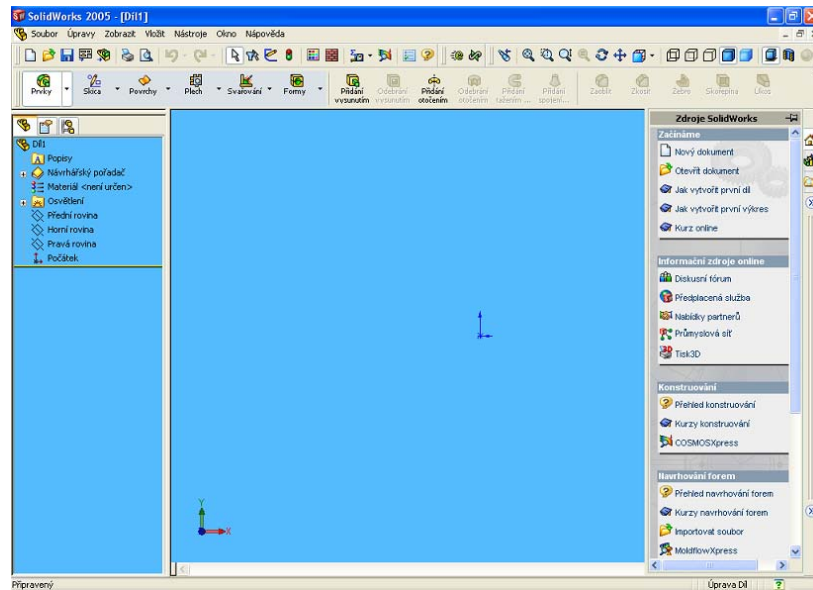 SolidWorks 2005 - [Díl1]
Soubor Úpravy Zobrazit Vložit Nástroje Okno Nápověda
Prvky Skica Povrchy Plech Svařování Formy Přidání vysunutím Odebrání vysunutím Přidání otočením Odebrání otočením Přidání tažením ... Přidání spojení... Zaoblit Zkosit Žebro Skořepina Úkos
Díl1
Popisy
Návrhářský pořadač
Materiál <není určen>
Osvětlení
Přední rovina
Horní rovina
Pravá rovina
Počátek
Y
X
Zdroje SolidWorks
Začínáme
Nový dokument
Otevřít dokument
Jak vytvořit první díl
Jak vytvořit první výkres
Kurz online
Informační zdroje online
Diskusní fórum
Předplacená služba
Nabídky partnerů
Průmyslová síť
Tisk3D
Konstruování
Přehled konstruování
Kurzy konstruování
COSMOSXpress
Navrhování forem
Přehled navrhování forem
Kurzy navrhování forem
Importovat soubor
MoldflowXpress
Připravený
Úprava Díl